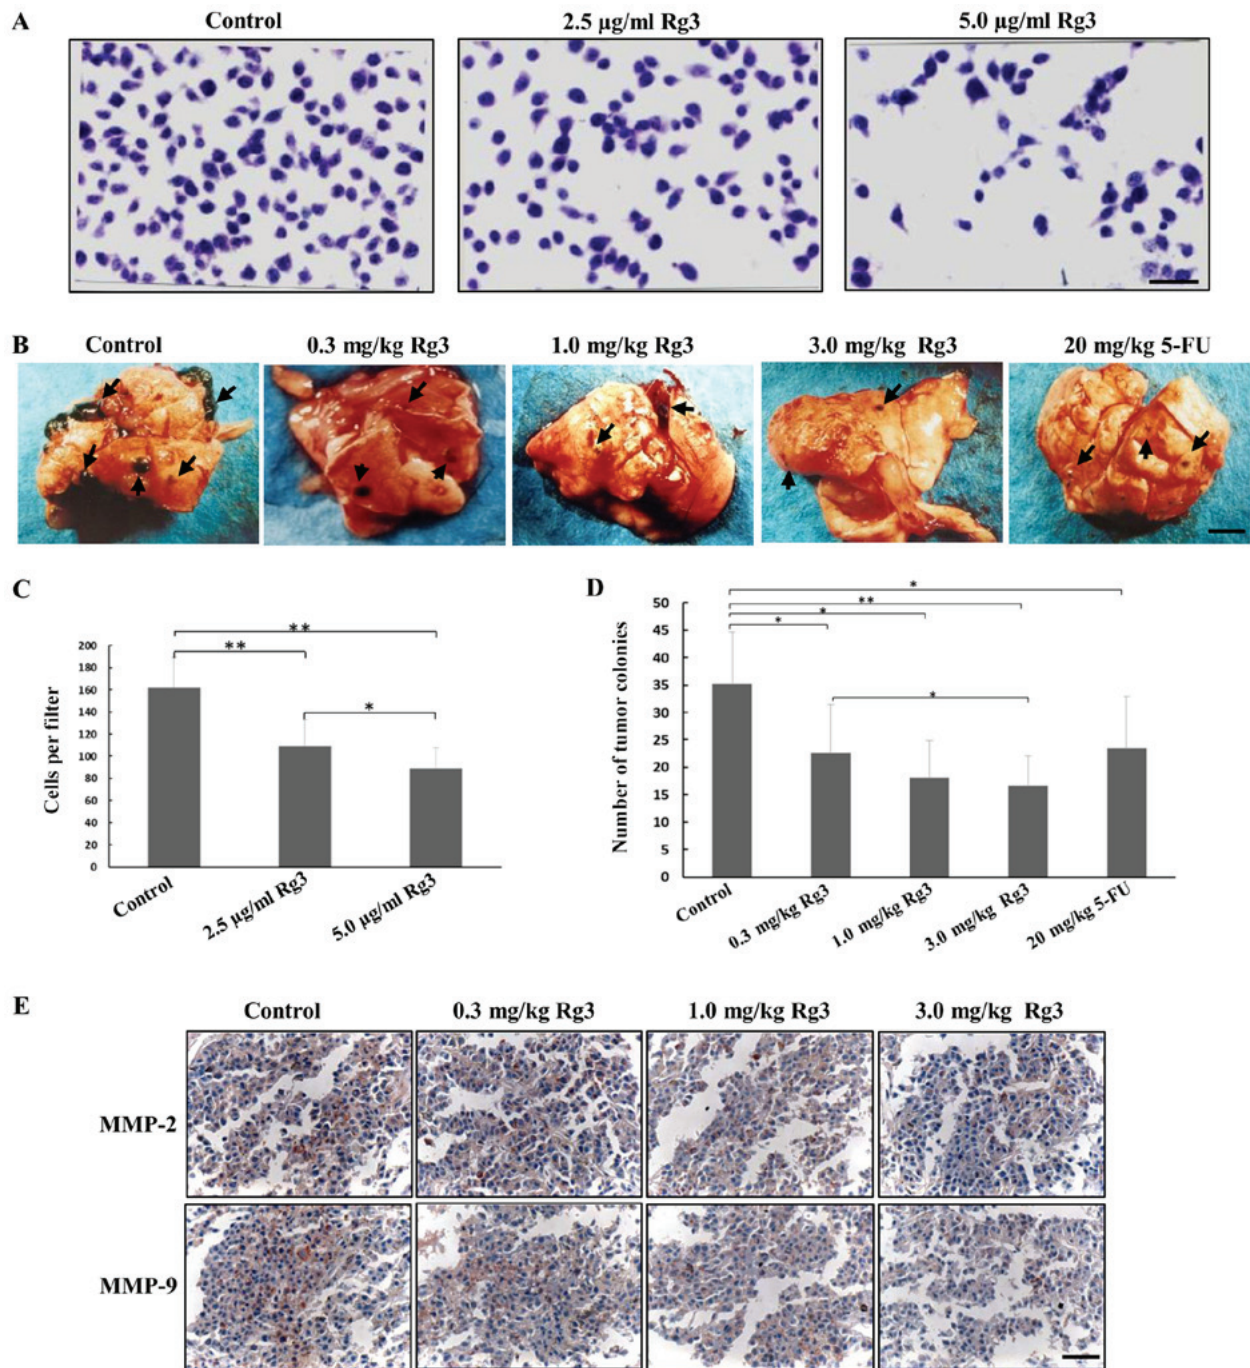 A
Control
2.5 µg/ml Rg3
5.0 µg/ml Rg3
B
Control
0.3 mg/kg Rg3
1.0 mg/kg Rg3
3.0 mg/kg Rg3
20 mg/kg 5-FU
C
Cells per filter
200
180
160
140
120
100
80
60
40
20
0
**
**
*
Control
2.5 µg/ml Rg3
5.0 µg/ml Rg3
D
Number of tumor colonies
50
45
40
35
30
25
20
15
10
5
0
*
**
*
*
*
Control
0.3 mg/kg Rg3
1.0 mg/kg Rg3
3.0 mg/kg Rg3
20 mg/kg 5-FU
E
Control
0.3 mg/kg Rg3
1.0 mg/kg Rg3
3.0 mg/kg Rg3
MMP-2
MMP-9